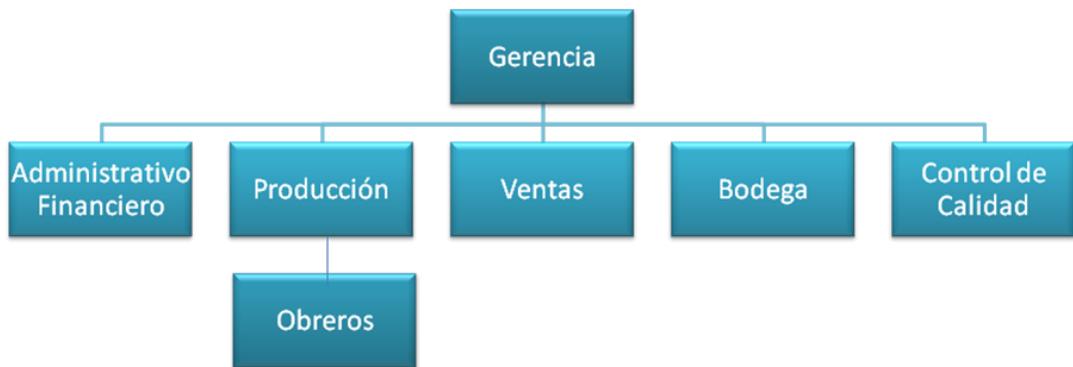 Gerencia
Administrativo
Financiero
Producción
Ventas
Bodega
Control de
Calidad
Obreros